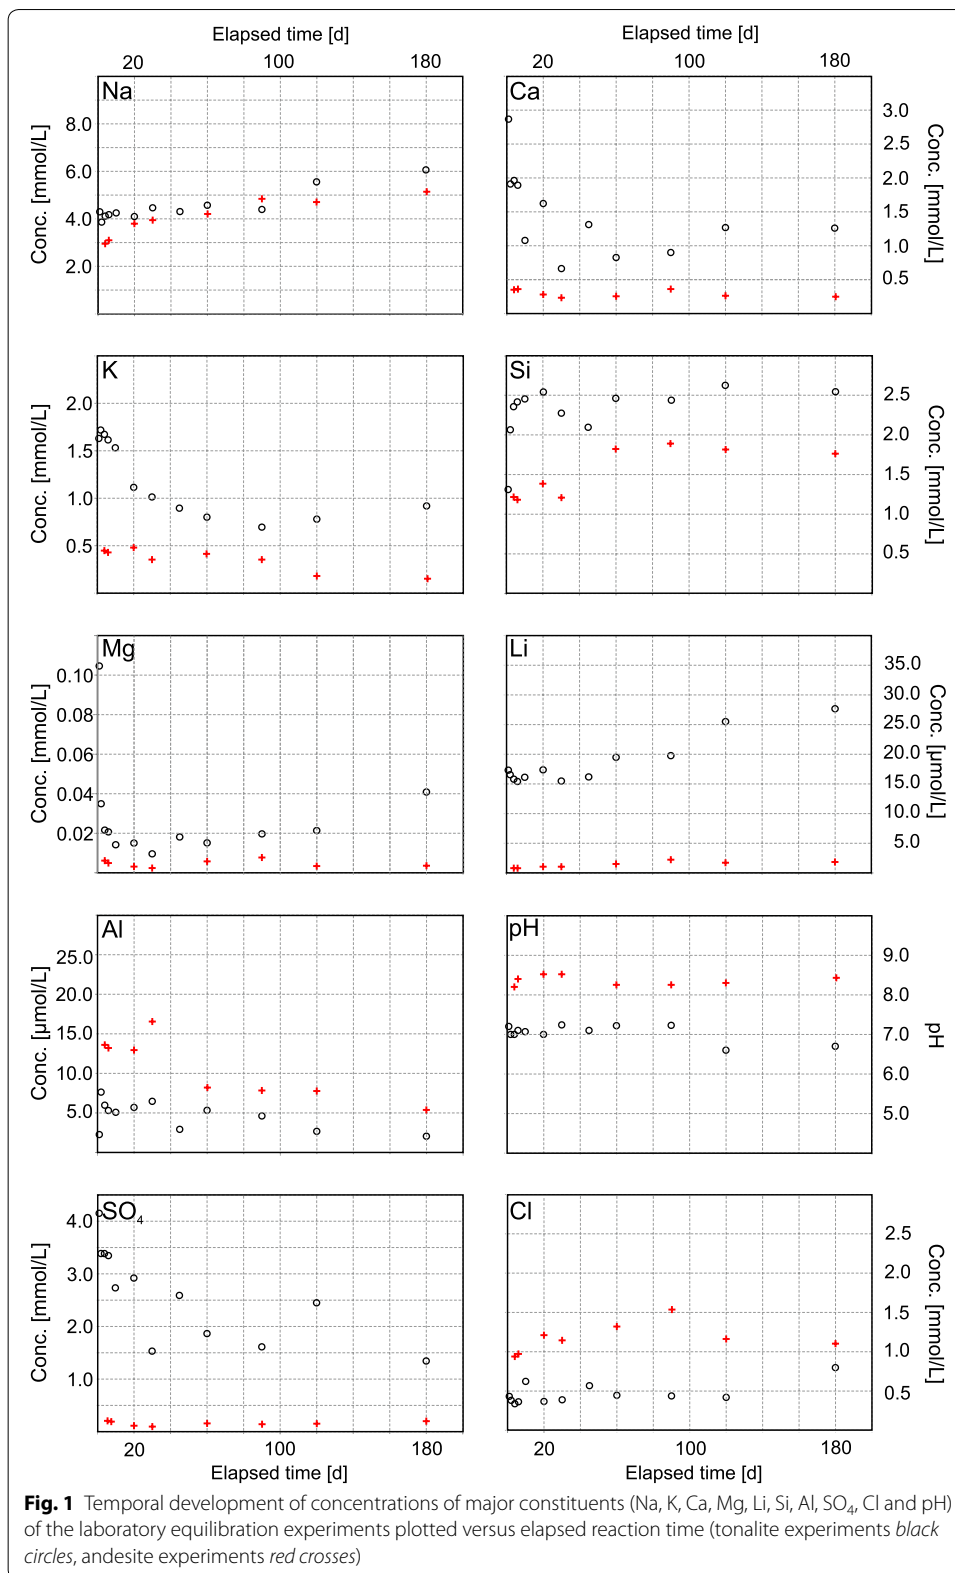 Elapsed time [d]
Elapsed time [d]
20 100 180
20 100 180
Na
8.0
6.0
4.0
2.0
Conc. [mmol/L]
Ca
3.0
2.5
2.0
1.5
1.0
0.5
Conc. [mmol/L]
K
2.0
1.5
1.0
0.5
Conc. [mmol/L]
Si
2.5
2.0
1.5
1.0
0.5
Conc. [mmol/L]
Mg
0.10
0.08
0.06
0.04
0.02
Conc. [mmol/L]
Li
35.0
30.0
25.0
20.0
15.0
10.0
5.0
Conc. [µmol/L]
Al
25.0
20.0
15.0
10.0
5.0
Conc. [µmol/L]
pH
9.0
8.0
7.0
6.0
5.0
pH
SO₄
4.0
3.0
2.0
1.0
Conc. [mmol/L]
Cl
2.5
2.0
1.5
1.0
0.5
Conc. [mmol/L]
20 100 180
20 100 180
Elapsed time [d]
Elapsed time [d]
Fig. 1 Temporal development of concentrations of major constituents (Na, K, Ca, Mg, Li, Si, Al, SO₄, Cl and pH)
of the laboratory equilibration experiments plotted versus elapsed reaction time (tonalite experiments black
circles, andesite experiments red crosses)